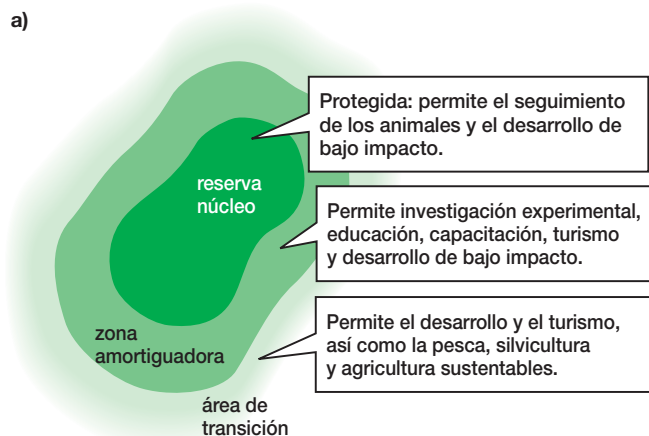 a)
Protegida: permite el seguimiento
de los animales y el desarrollo de
bajo impacto.
reserva
núcleo
Permite investigación experimental,
educación, capacitación, turismo
y desarrollo de bajo impacto.
zona
amortiguadora
Permite el desarrollo y el turismo,
así como la pesca, silvicultura
y agricultura sustentables.
área de
transición